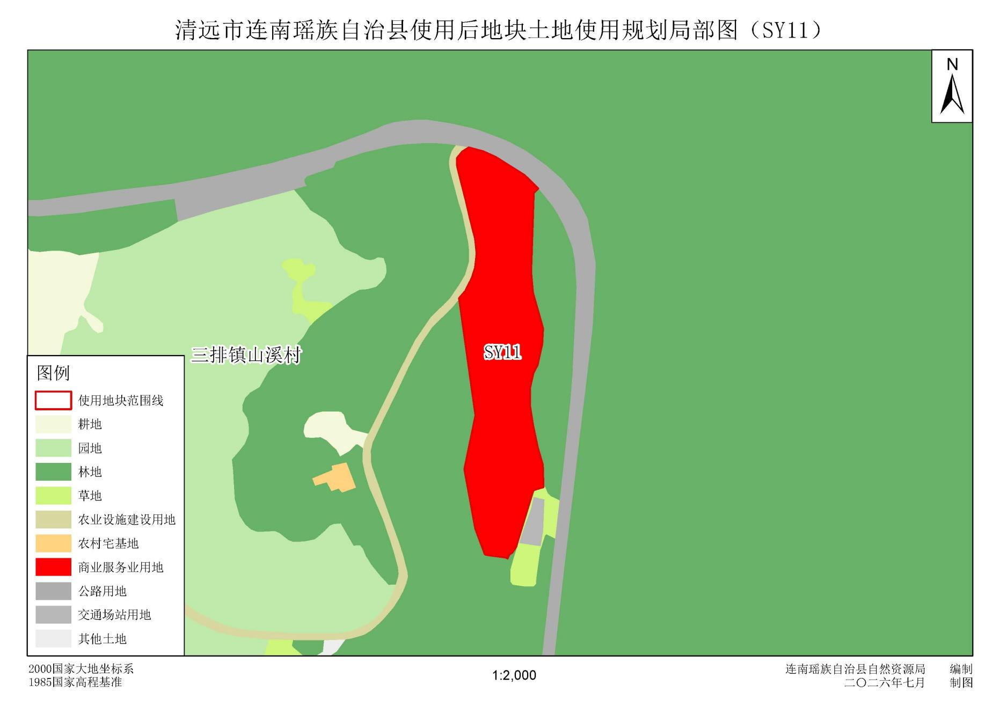 清远市连南瑶族自治县使用后地块土地使用规划局部图（SY11）
N
SY11
三排镇山溪村
图例
使用地块范围线
耕地
园地
林地
草地
农业设施建设用地
农村宅基地
商业服务业用地
公路用地
交通场站用地
其他土地
2000国家大地坐标系
1985国家高程基准
1:2,000
连南瑶族自治县自然资源局 编制
二〇二六年七月 制图